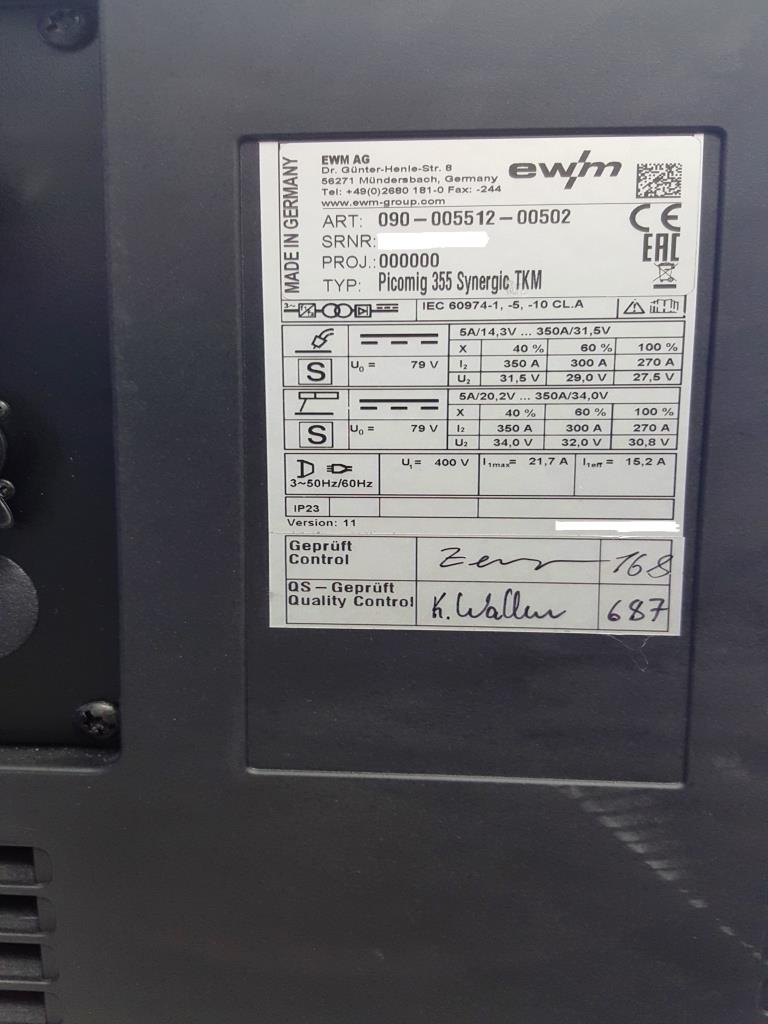 MADE IN GERMANY
EWM AG
Dr. Günter-Henle-Str. 8
56271 Mündersbach, Germany
Tel: +49(0)2680 181-0 Fax: -244
www.ewm-group.com
ewm
ART: 090-005512-00502
SRNR:
PROJ.: 000000
TYP: Picomig 355 Synergic TKM
CE
EAC
3~ IEC 60974-1, -5, -10 CL.A
5A/14,3V ... 350A/31,5V
X 40 % 60 % 100 %
S U₀ = 79 V I₂ 350 A 300 A 270 A
U₂ 31,5 V 29,0 V 27,5 V
5A/20,2V ... 350A/34,0V
X 40 % 60 % 100 %
S U₀ = 79 V I₂ 350 A 300 A 270 A
U₂ 34,0 V 32,0 V 30,8 V
U₁ = 400 V I₁max= 21,7 A I₁eff = 15,2 A
3~50Hz/60Hz
IP23
Version: 11
Geprüft
Control 168
QS-Geprüft
Quality Control K. Waller 687